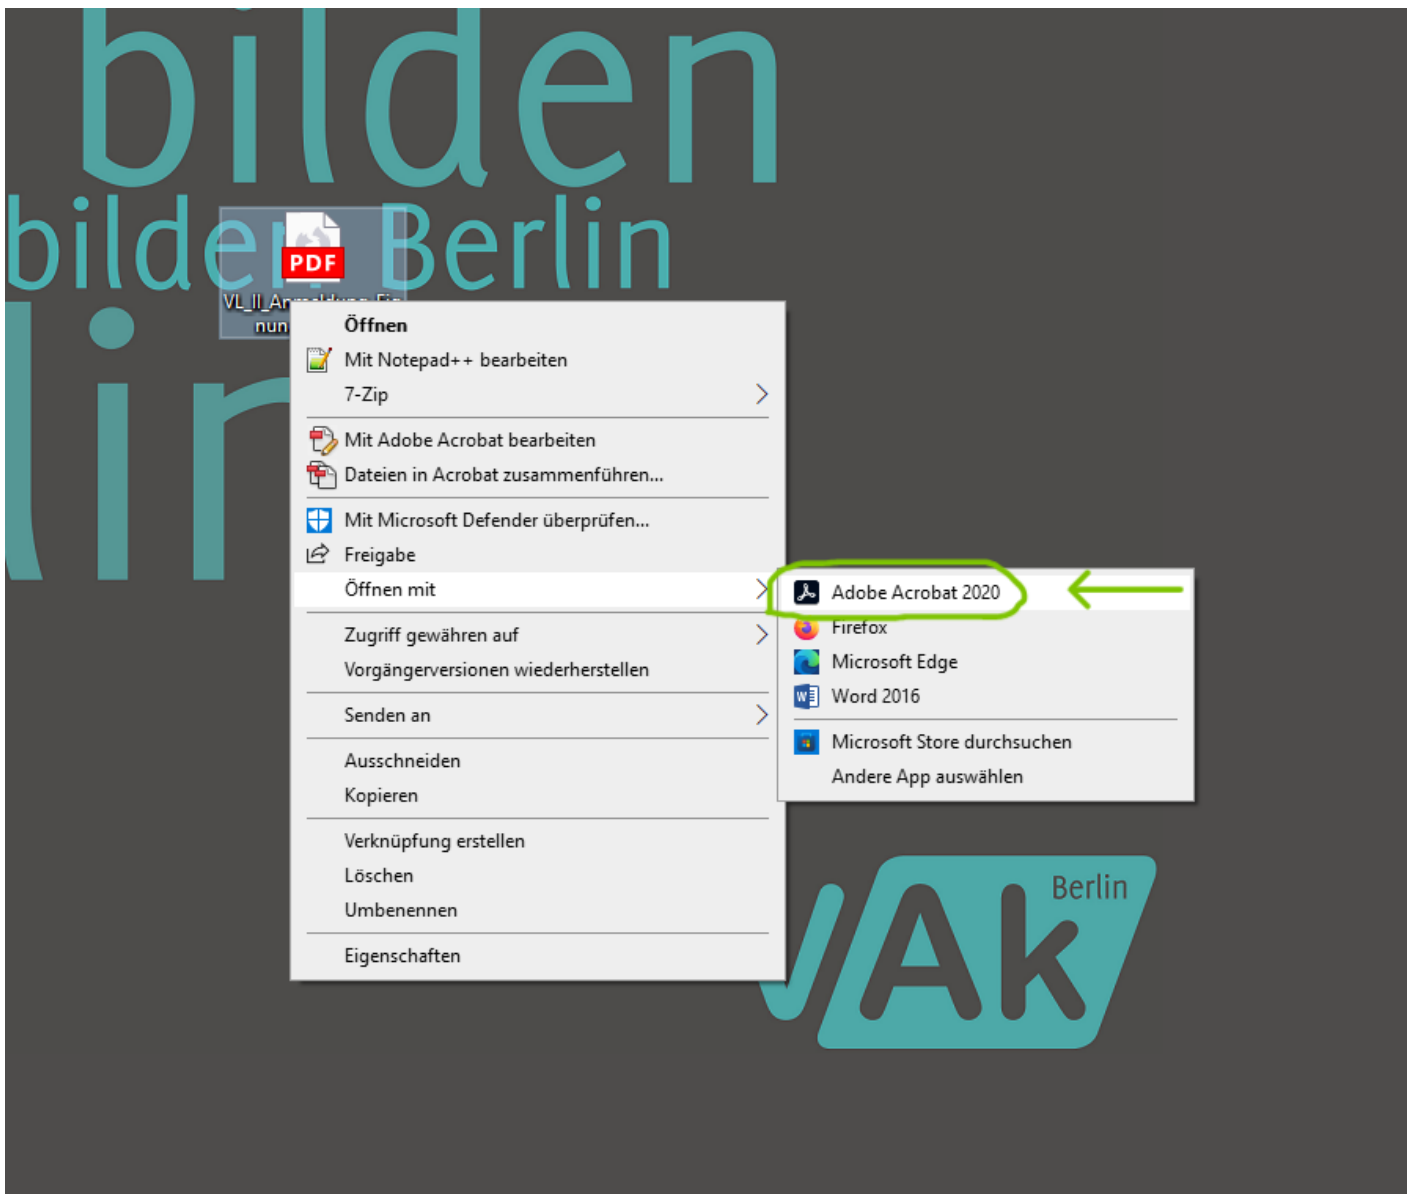 bilden
bilden Berlin
lin
PDF
VL_II_Anmeldung_Eig
nun
Öffnen
Mit Notepad++ bearbeiten
7-Zip
Mit Adobe Acrobat bearbeiten
Dateien in Acrobat zusammenführen...
Mit Microsoft Defender überprüfen...
Freigabe
Öffnen mit
Adobe Acrobat 2020
Firefox
Microsoft Edge
Word 2016
Microsoft Store durchsuchen
Andere App auswählen
Zugriff gewähren auf
Vorgängerversionen wiederherstellen
Senden an
Ausschneiden
Kopieren
Verknüpfung erstellen
Löschen
Umbenennen
Eigenschaften
Berlin
VAk